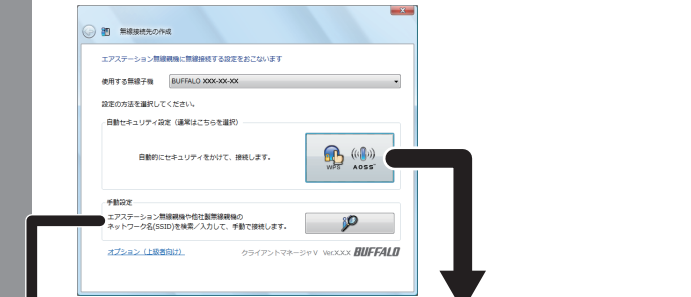 無線接続先の作成
エアステーション無線親機に無線接続する設定をおこないます
使用する無線子機 BUFFALO XXX-XX-XX
設定の方法を選択してください。
自動セキュリティ設定（通常はこちらを選択）
自動的にセキュリティをかけて、接続します。
WPS AOSS
手動設定
エアステーション無線親機や他社製無線親機の
ネットワーク名(SSID)を検索／入力して、手動で接続します。
オプション（上級者向け） クライアントマネージャV Ver.X.X.X BUFFALO